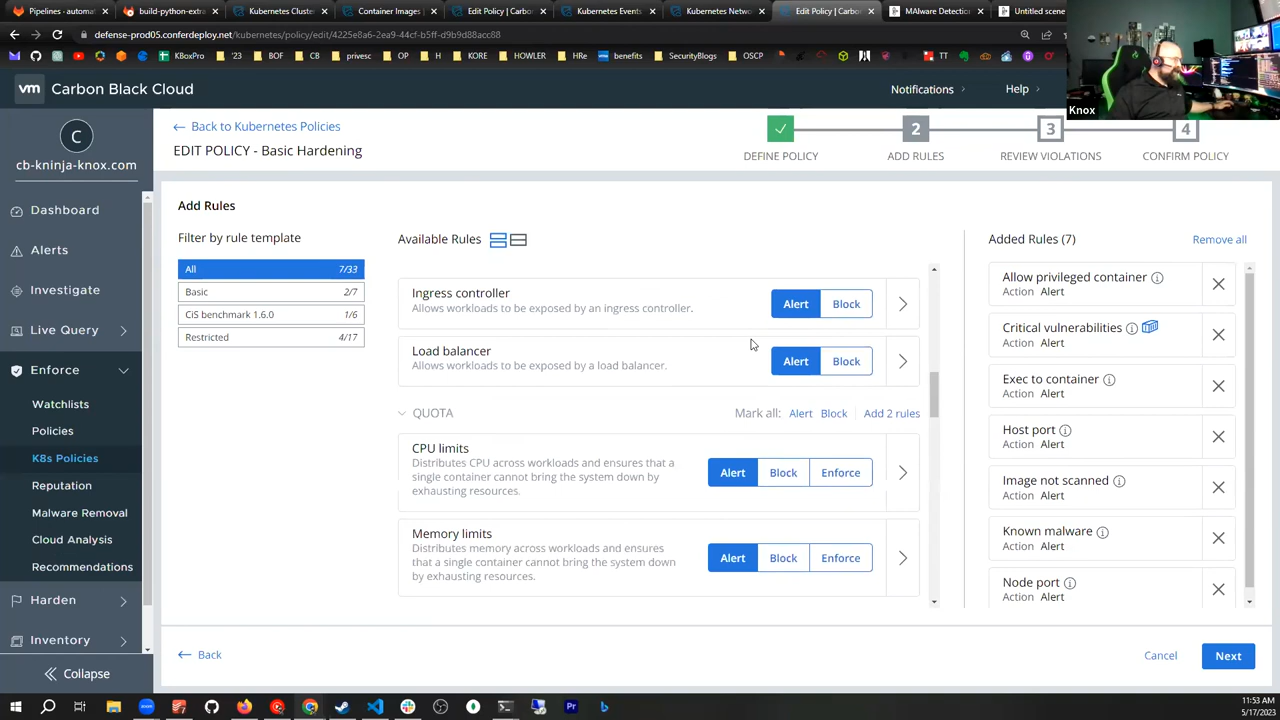 Pipelines - automat
build-python-extra
Kubernetes Cluster
Container Images |
Edit Policy | Carbon
Kubernetes Events
Kubernetes Netwo
Edit Policy | Carbon
MAlware Detection
Untitled scene
defense-prod05.conferdeploy.net/kubernetes/policy/edit/4225e8a6-2ea9-44cf-b5ff-d9b9d88acc88
KBoxPro
'23
BOF
CB
privesc
OP
H
KORE
HOWLER
HRe
benefits
SecurityBlogs
OSCP
TT
Knox
vm Carbon Black Cloud
Notifications
Help
C
cb-kninja-knox.com
Dashboard
Alerts
Investigate
Live Query
Enforce
Watchlists
Policies
K8s Policies
Reputation
Malware Removal
Cloud Analysis
Recommendations
Harden
Inventory
Collapse
Back to Kubernetes Policies
EDIT POLICY - Basic Hardening
DEFINE POLICY
2
ADD RULES
3
REVIEW VIOLATIONS
4
CONFIRM POLICY
Add Rules
Filter by rule template
All 7/33
Basic 2/7
CiS benchmark 1.6.0 1/6
Restricted 4/17
Available Rules
Ingress controller
Allows workloads to be exposed by an ingress controller.
Alert Block
Load balancer
Allows workloads to be exposed by a load balancer.
Alert Block
QUOTA
Mark all: Alert Block Add 2 rules
CPU limits
Distributes CPU across workloads and ensures that a
single container cannot bring the system down by
exhausting resources.
Alert Block Enforce
Memory limits
Distributes memory across workloads and ensures
that a single container cannot bring the system down
by exhausting resources.
Alert Block Enforce
Added Rules (7)
Remove all
Allow privileged container
Action Alert
Critical vulnerabilities
Action Alert
Exec to container
Action Alert
Host port
Action Alert
Image not scanned
Action Alert
Known malware
Action Alert
Node port
Action Alert
Back
Cancel
Next
11:53 AM
5/17/2023